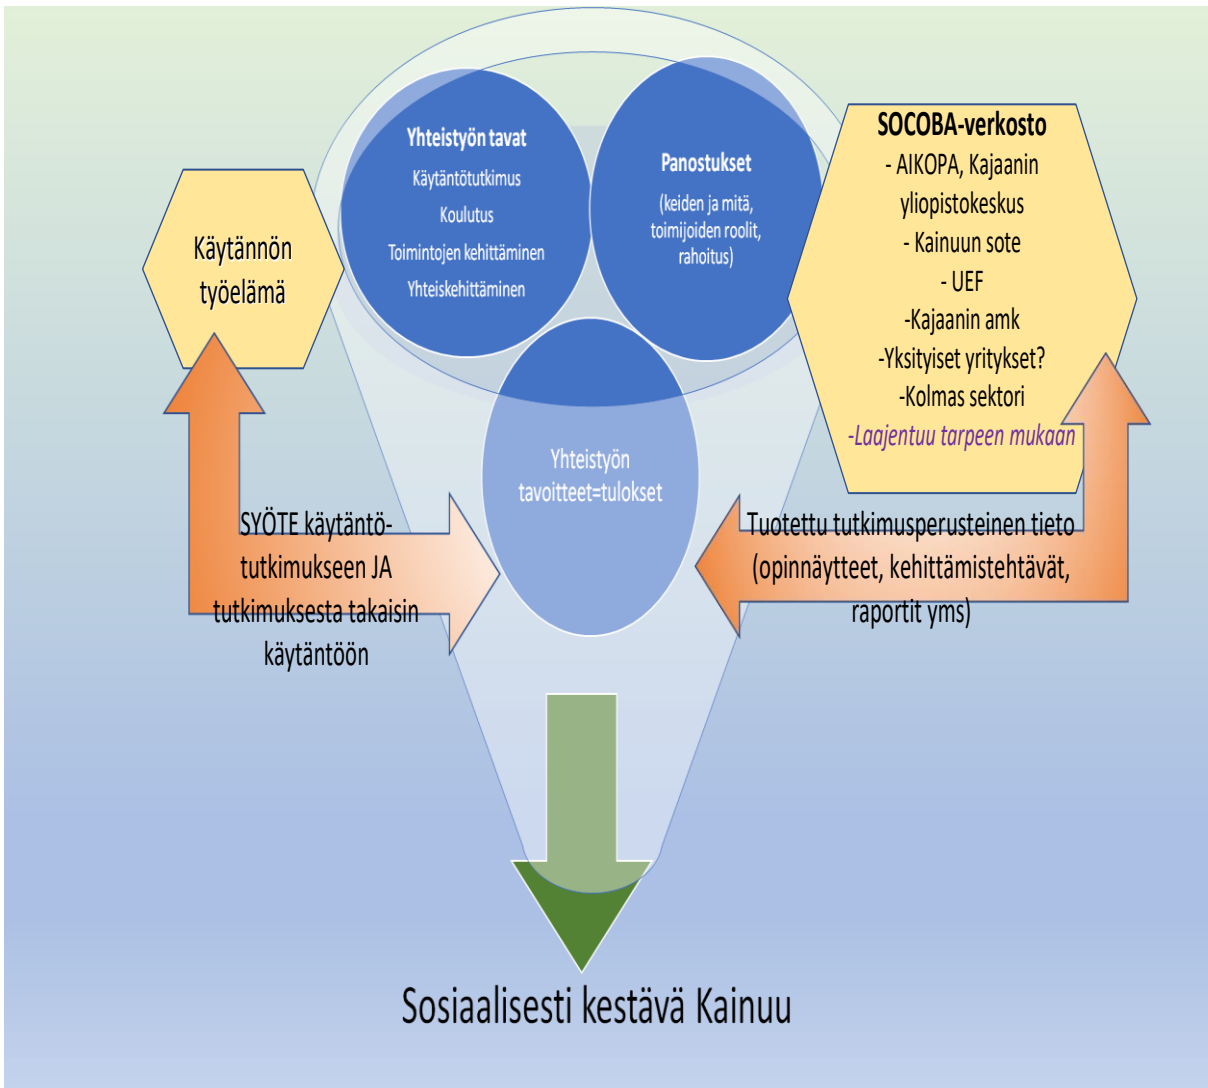 Yhteistyön tavat
Käytäntötutkimus
Koulutus
Toimintojen kehittäminen
Yhteiskehittäminen
Panostukset
(keiden ja mitä,
toimijoiden roolit,
rahoitus)
SOCOBA-verkosto
- AIKOPA, Kajaanin
yliopistokeskus
- Kainuun sote
- UEF
-Kajaanin amk
-Yksityiset yritykset?
-Kolmas sektori
-Laajentuu tarpeen mukaan
Käytännön
työelämä
Yhteistyön
tavoitteet=tulokset
SYÖTE käytäntö-
tutkimukseen JA
tutkimuksesta takaisin
käytäntöön
Tuotettu tutkimusperusteinen tieto
(opinnäytteet, kehittämistehtävät,
raportit yms)
Sosiaalisesti kestävä Kainuu